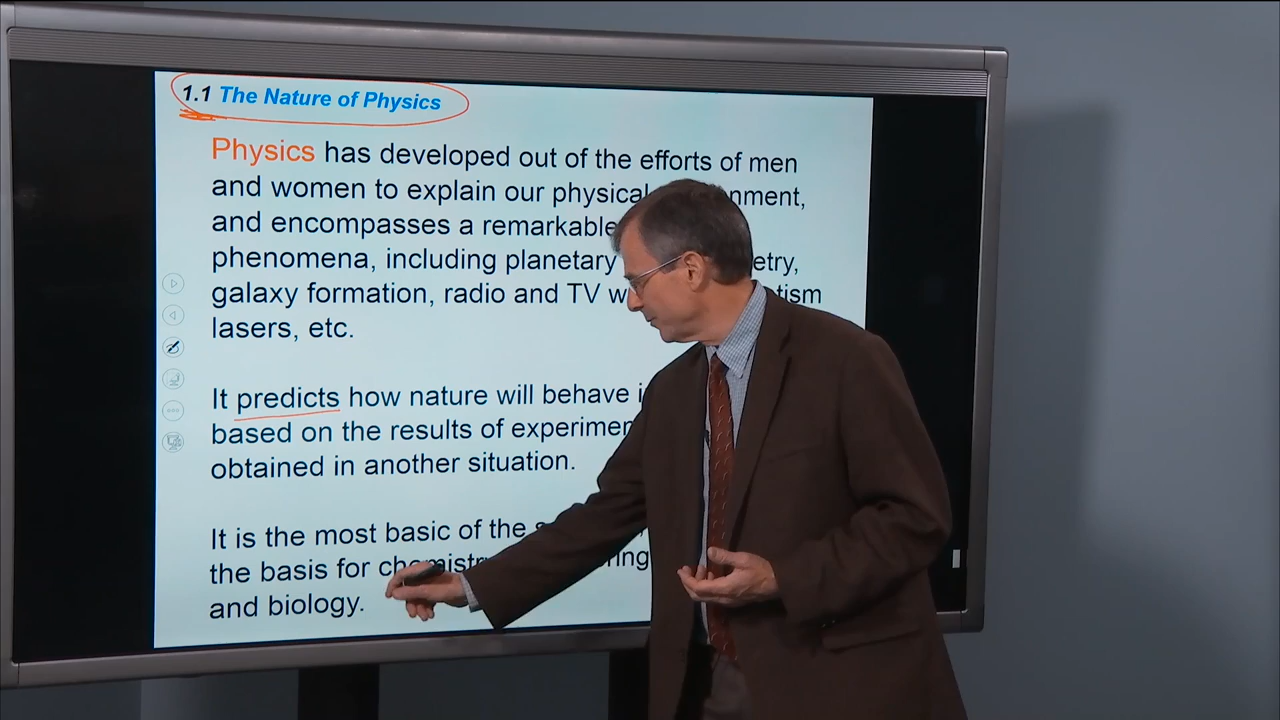 1.1 The Nature of Physics
Physics has developed out of the efforts of men
and women to explain our physical
and encompasses a remarkable
phenomena, including planetary
galaxy formation, radio and TV
lasers, etc.
It predicts how nature will behave
based on the results of
obtained in another situation.
It is the most basic of the
the basis for
and biology.